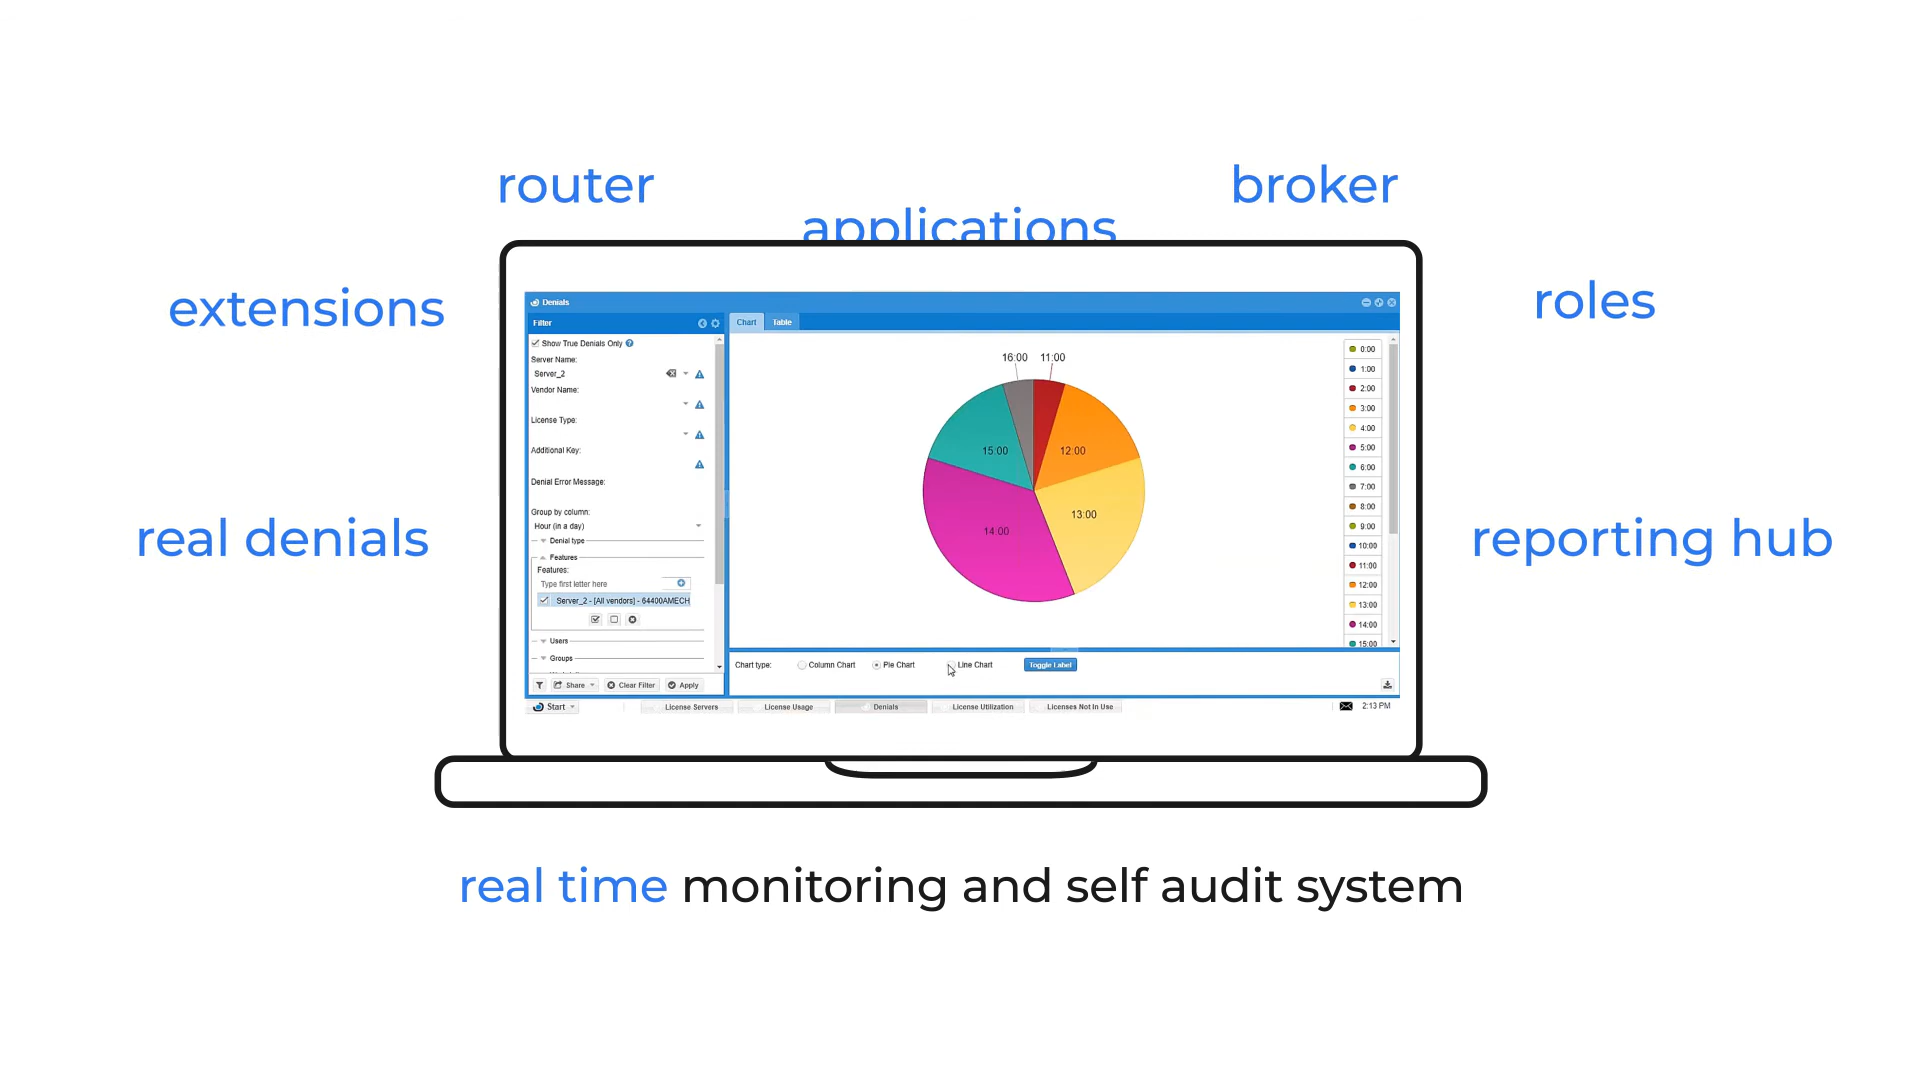 router
broker
applications
extensions
roles
real denials
reporting hub
Denials
Filter
Show True Denials Only
Server Name:
Server_2
Vendor Name:
License Type:
Additional Key:
Denial Error Message:
Group by column:
Hour (in a day)
Denial type
Features
Features:
Type first letter here
Server_2 - [All vendors] - 64400AMECH
Users
Groups
Share
Clear Filter
Apply
Chart
Table
16:00
11:00
15:00
12:00
13:00
14:00
0:00
1:00
2:00
3:00
4:00
5:00
6:00
7:00
8:00
9:00
10:00
11:00
12:00
13:00
14:00
15:00
Chart type:
Column Chart
Pie Chart
Line Chart
Toggle Label
Start
License Servers
License Usage
Denials
License Utilization
Licenses Not In Use
2:13 PM
real time monitoring and self audit system